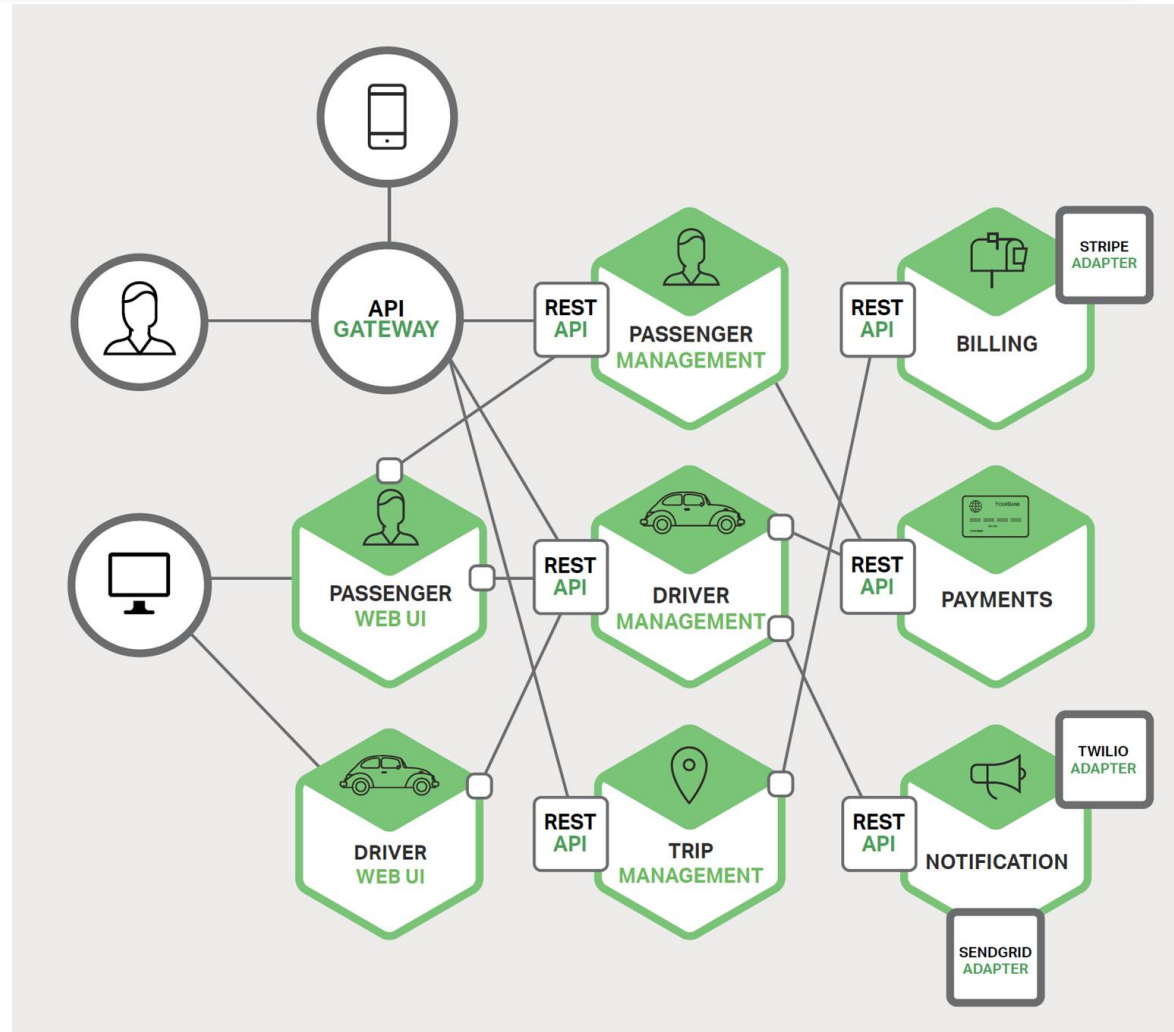 API
GATEWAY
REST
API
PASSENGER
MANAGEMENT
REST
API
BILLING
STRIPE
ADAPTER
PASSENGER
WEB UI
REST
API
DRIVER
MANAGEMENT
REST
API
PAYMENTS
YOURBANK
DRIVER
WEB UI
REST
API
TRIP
MANAGEMENT
REST
API
NOTIFICATION
TWILIO
ADAPTER
SENDGRID
ADAPTER